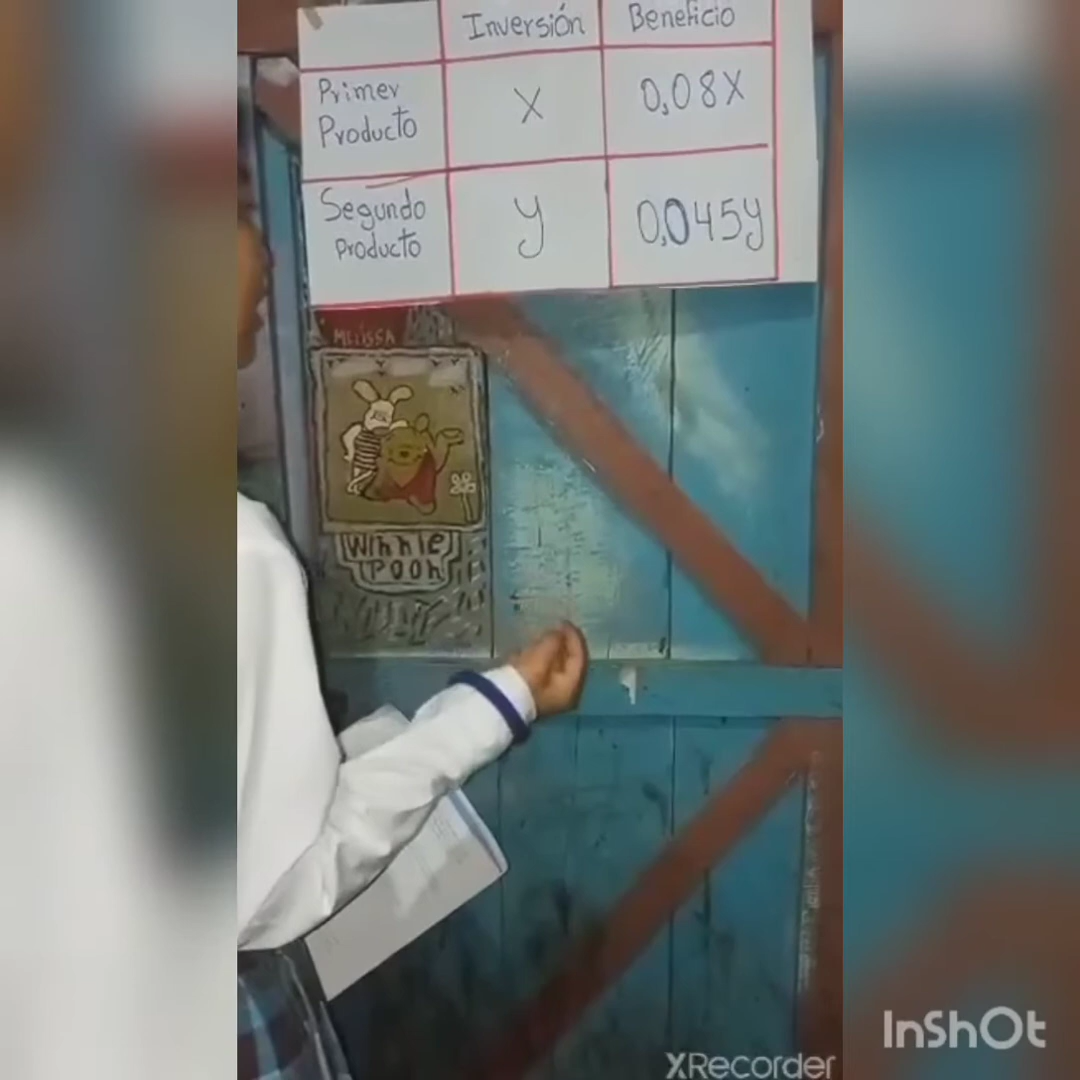 Inversión
Beneficio
Primer
Producto
X
0,08X
Segundo
Producto
y
0,045y
MELISSA
Winnie
Pooh
InShOt
XRecorder